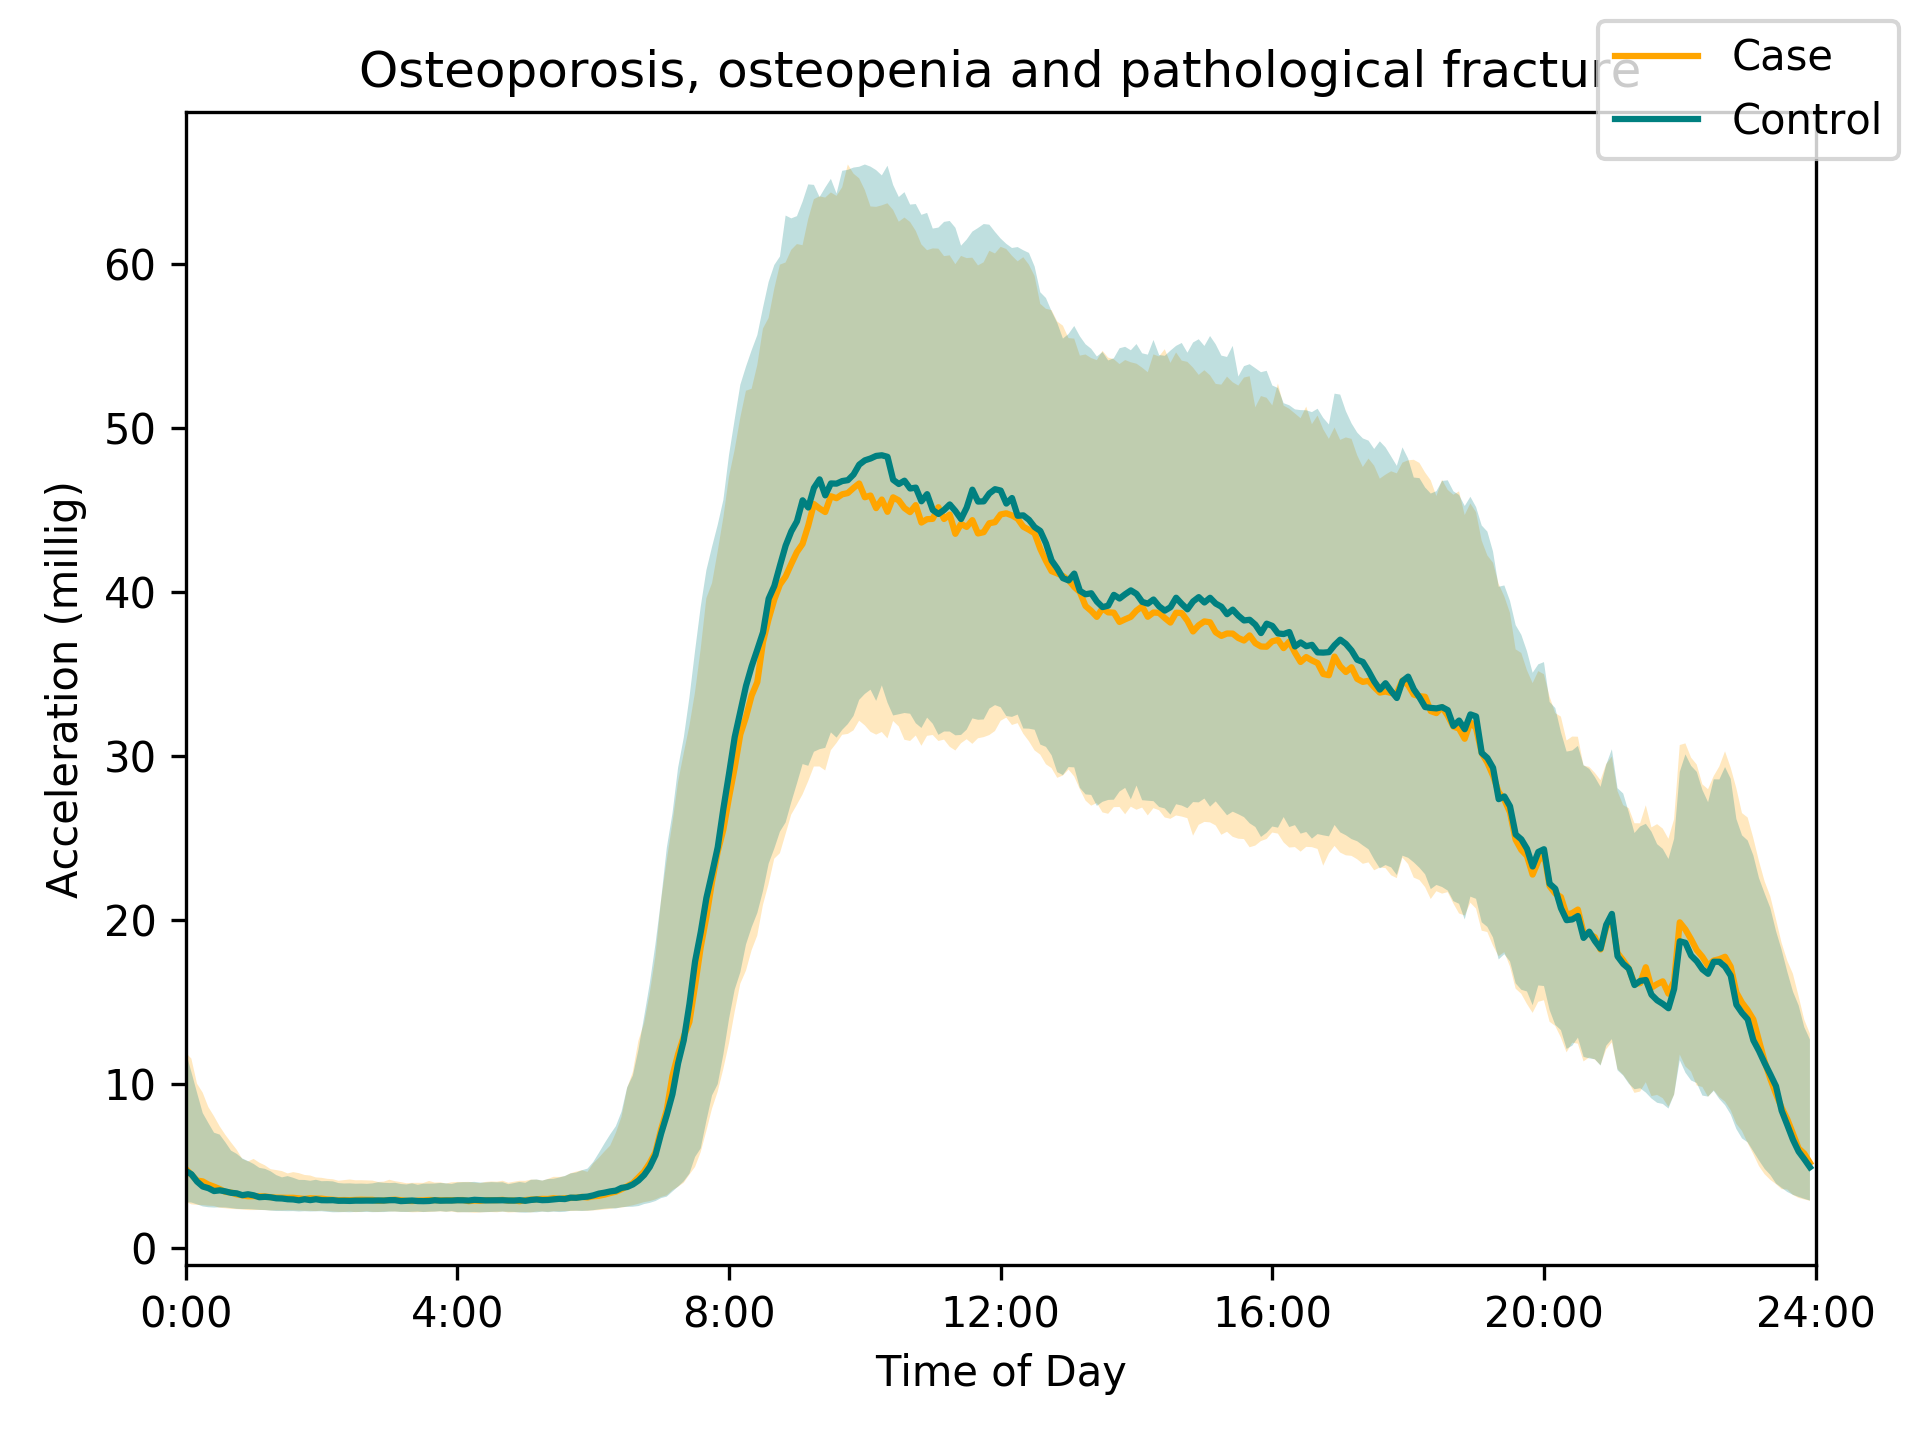 Osteoporosis, osteopenia and pathological fracture
Case
Control
Acceleration (millig)
60
50
40
30
20
10
0
0:00 4:00 8:00 12:00 16:00 20:00 24:00
Time of Day